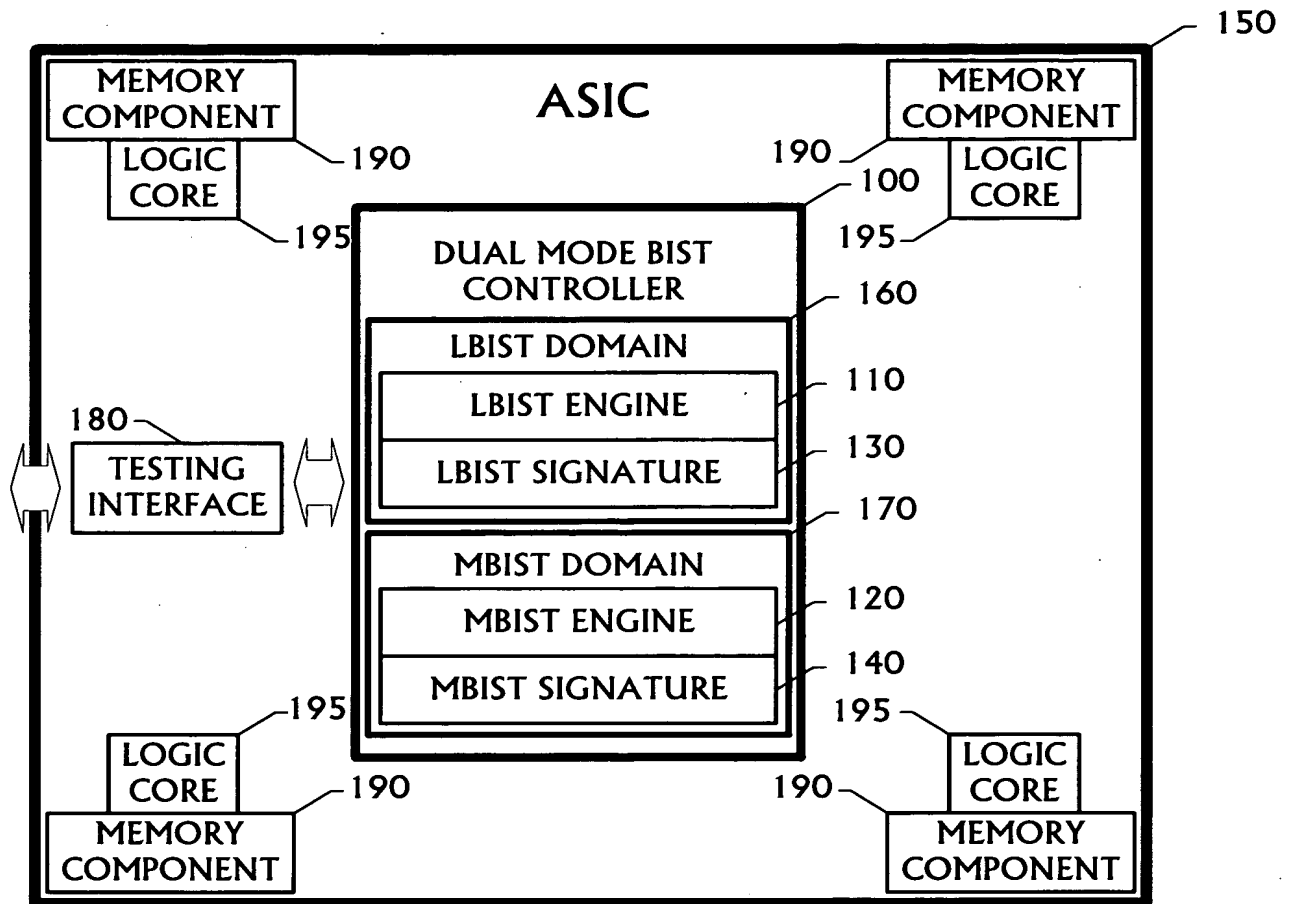 150
MEMORY
COMPONENT
ASIC
MEMORY
COMPONENT
190
190
LOGIC
CORE
LOGIC
CORE
100
195
195
DUAL MODE BIST
CONTROLLER
160
LBIST DOMAIN
110
LBIST ENGINE
180
130
LBIST SIGNATURE
TESTING
INTERFACE
170
MBIST DOMAIN
120
MBIST ENGINE
140
MBIST SIGNATURE
195
195
LOGIC
CORE
LOGIC
CORE
190
190
MEMORY
COMPONENT
MEMORY
COMPONENT